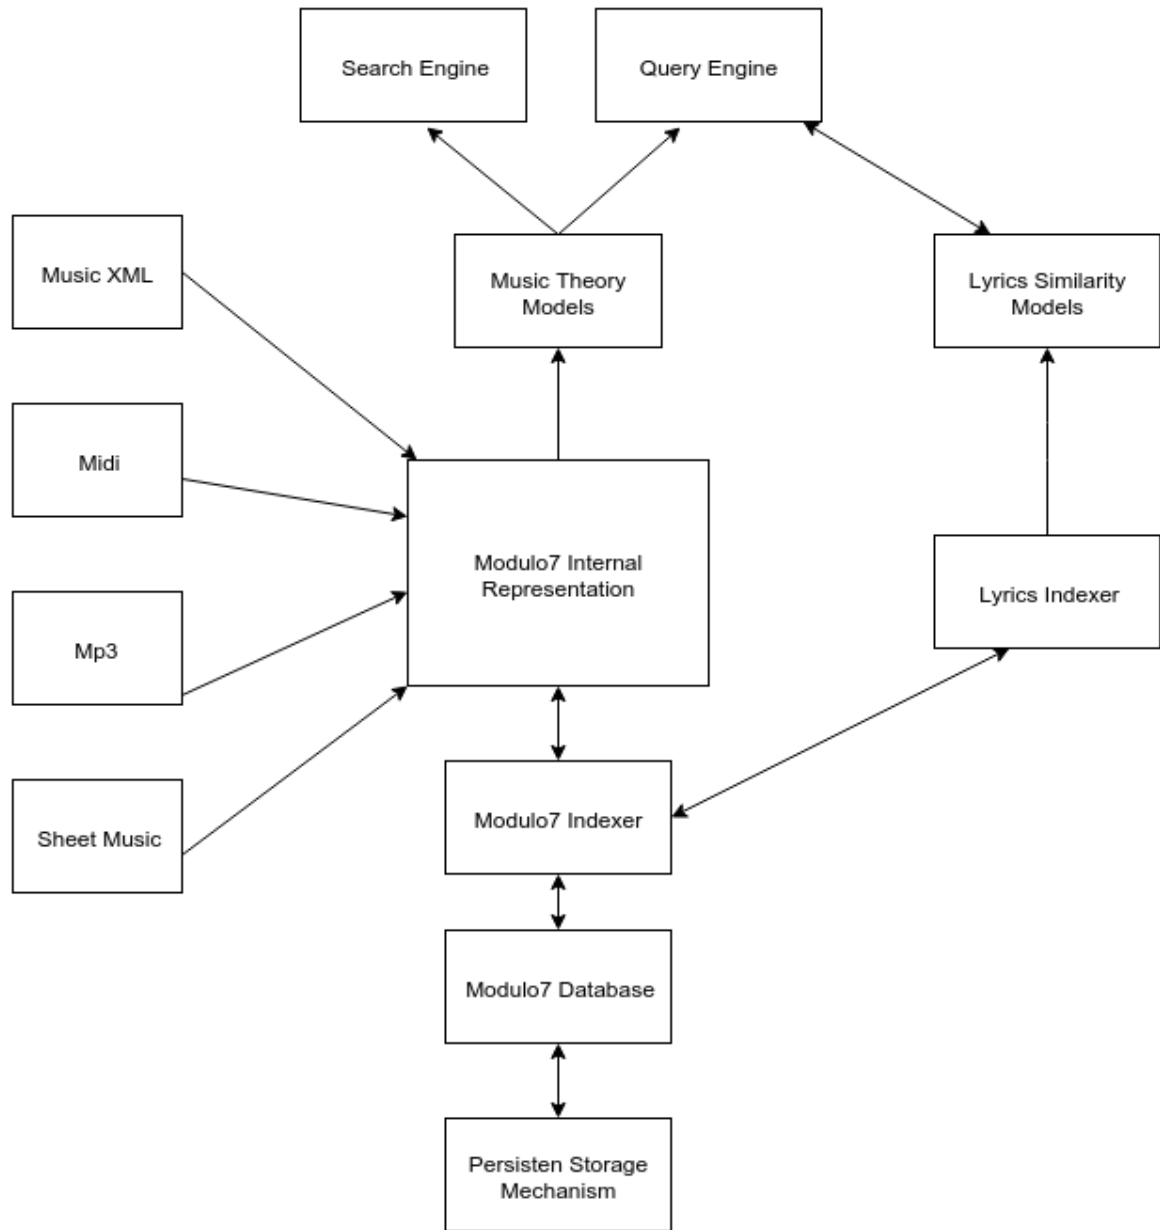 Search Engine
Query Engine
Music XML
Music Theory
Models
Lyrics Similarity
Models
Midi
Modulo7 Internal
Representation
Lyrics Indexer
Mp3
Sheet Music
Modulo7 Indexer
Modulo7 Database
Persisten Storage
Mechanism